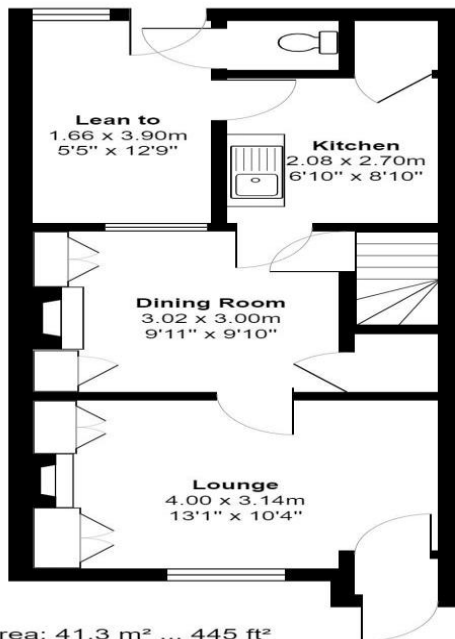 Lean to
1.66 x 3.90m
5'5" x 12'9"
Kitchen
2.08 x 2.70m
6'10" x 8'10"
Dining Room
3.02 x 3.00m
9'11" x 9'10"
Lounge
4.00 x 3.14m
13'1" x 10'4"
rea: 41.3 m² ... 445 ft²